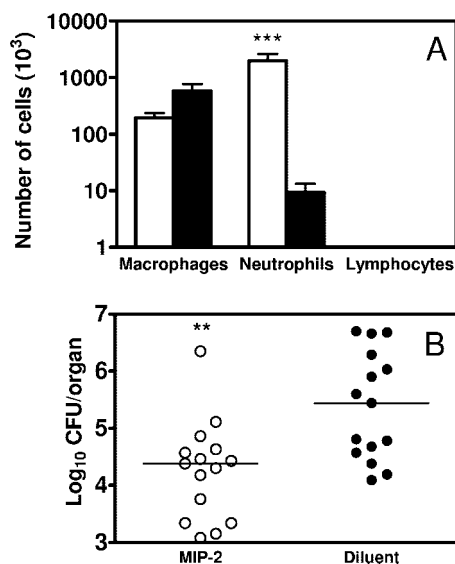 A
Number of cells (10³)
10000
1000
100
10
1
***
Macrophages Neutrophils Lymphocytes
B
Log₁₀ CFU/organ
7
6
5
4
3
**
MIP-2 Diluent